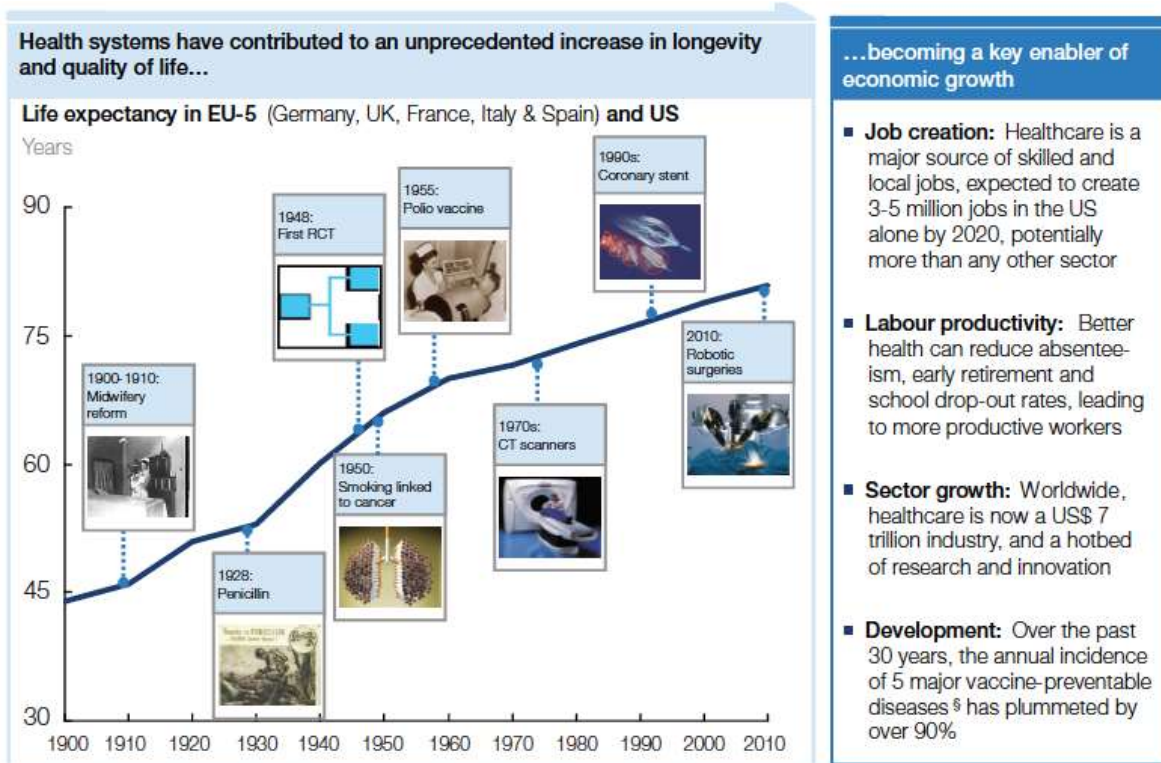 Health systems have contributed to an unprecedented increase in longevity
and quality of life...
Life expectancy in EU-5 (Germany, UK, France, Italy & Spain) and US
Years
90
75
60
45
30
1900 1910 1920 1930 1940 1950 1960 1970 1980 1990 2000 2010
1900-1910:
Midwifery
reform
1928:
Penicillin
1948:
First RCT
1950:
Smoking linked
to cancer
1955:
Polio vaccine
1970s:
CT scanners
1990s:
Coronary stent
2010:
Robotic
surgeries
...becoming a key enabler of
economic growth
▪ Job creation: Healthcare is a
major source of skilled and
local jobs, expected to create
3-5 million jobs in the US
alone by 2020, potentially
more than any other sector
▪ Labour productivity: Better
health can reduce absentee-
ism, early retirement and
school drop-out rates, leading
to more productive workers
▪ Sector growth: Worldwide,
healthcare is now a US$ 7
trillion industry, and a hotbed
of research and innovation
▪ Development: Over the past
30 years, the annual incidence
of 5 major vaccine-preventable
diseases § has plummeted by
over 90%